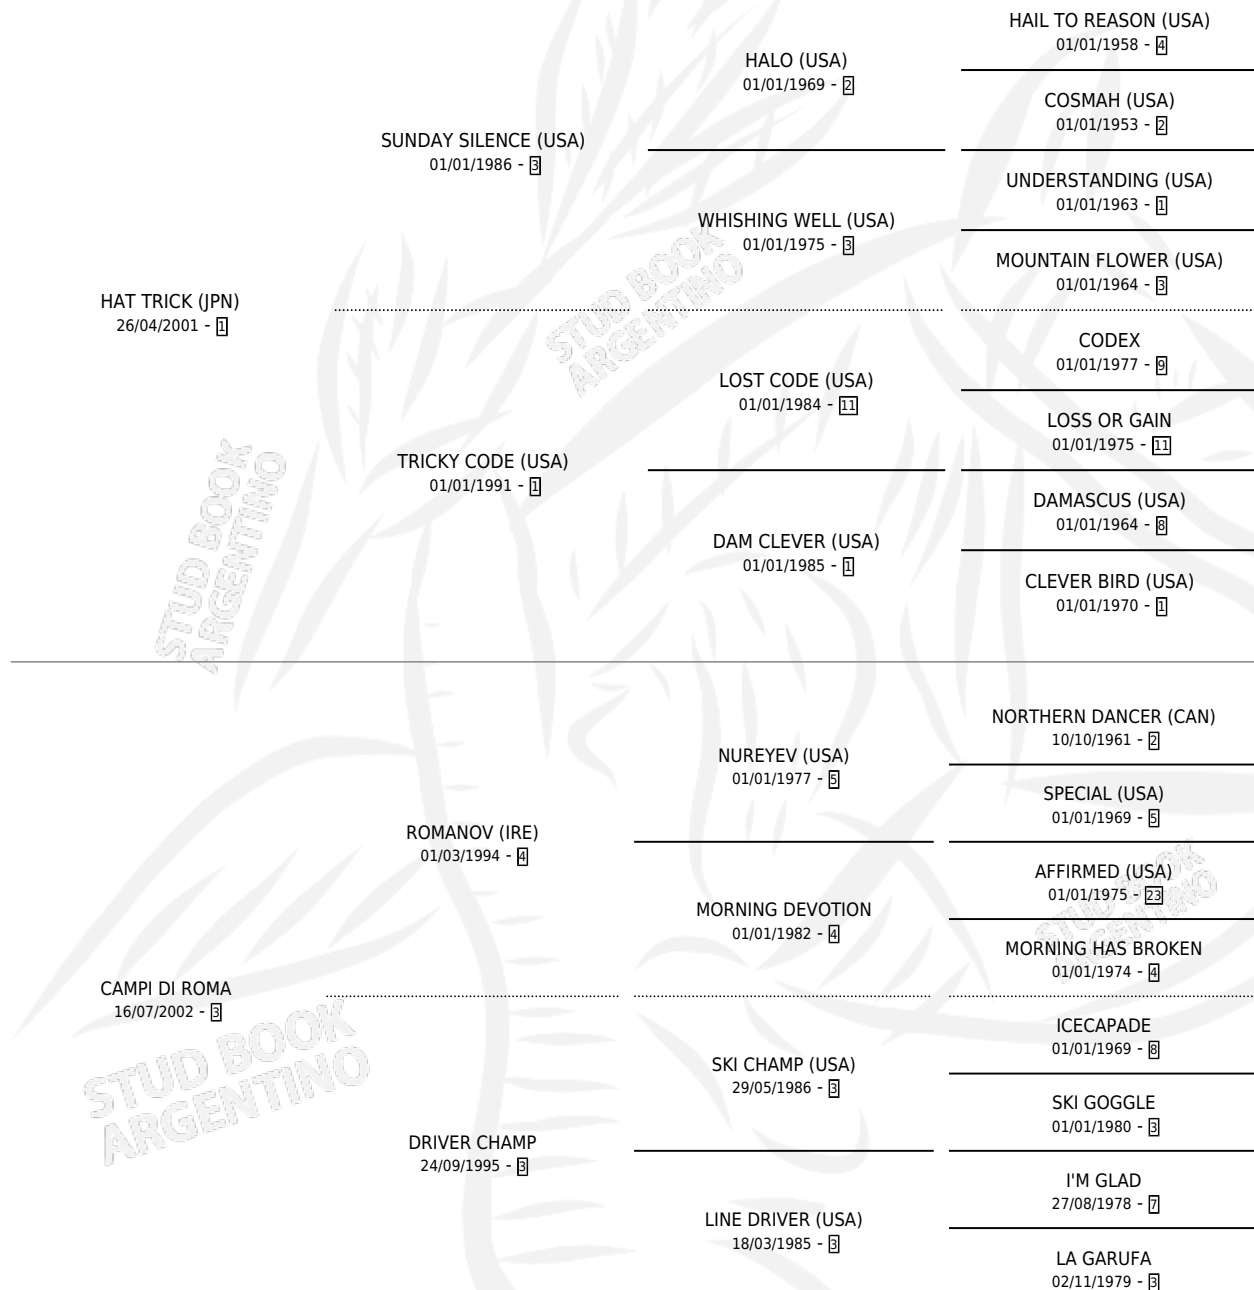 HAIL TO REASON (USA)
01/01/1958 - 4
HALO (USA)
01/01/1969 - 2
COSMAH (USA)
01/01/1953 - 2
SUNDAY SILENCE (USA)
01/01/1986 - 3
UNDERSTANDING (USA)
01/01/1963 - 1
WHISHING WELL (USA)
01/01/1975 - 3
MOUNTAIN FLOWER (USA)
01/01/1964 - 3
HAT TRICK (JPN)
26/04/2001 - 1
CODEX
01/01/1977 - 9
LOST CODE (USA)
01/01/1984 - 11
LOSS OR GAIN
01/01/1975 - 11
TRICKY CODE (USA)
01/01/1991 - 1
DAMASCUS (USA)
01/01/1964 - 8
DAM CLEVER (USA)
01/01/1985 - 1
CLEVER BIRD (USA)
01/01/1970 - 1
NORTHERN DANCER (CAN)
10/10/1961 - 2
NUREYEV (USA)
01/01/1977 - 5
SPECIAL (USA)
01/01/1969 - 5
ROMANOV (IRE)
01/03/1994 - 4
AFFIRMED (USA)
01/01/1975 - 23
MORNING DEVOTION
01/01/1982 - 4
MORNING HAS BROKEN
01/01/1974 - 4
CAMPI DI ROMA
16/07/2002 - 3
ICECAPADE
01/01/1969 - 8
SKI CHAMP (USA)
29/05/1986 - 3
SKI GOGGLE
01/01/1980 - 3
DRIVER CHAMP
24/09/1995 - 3
I'M GLAD
27/08/1978 - 7
LINE DRIVER (USA)
18/03/1985 - 3
LA GARUFA
02/11/1979 - 3
STUD BOOK
ARGENTINO
STUD BOOK
ARGENTINO
STUD BOOK
ARGENTINO
STUD BOOK
ARGENTINO